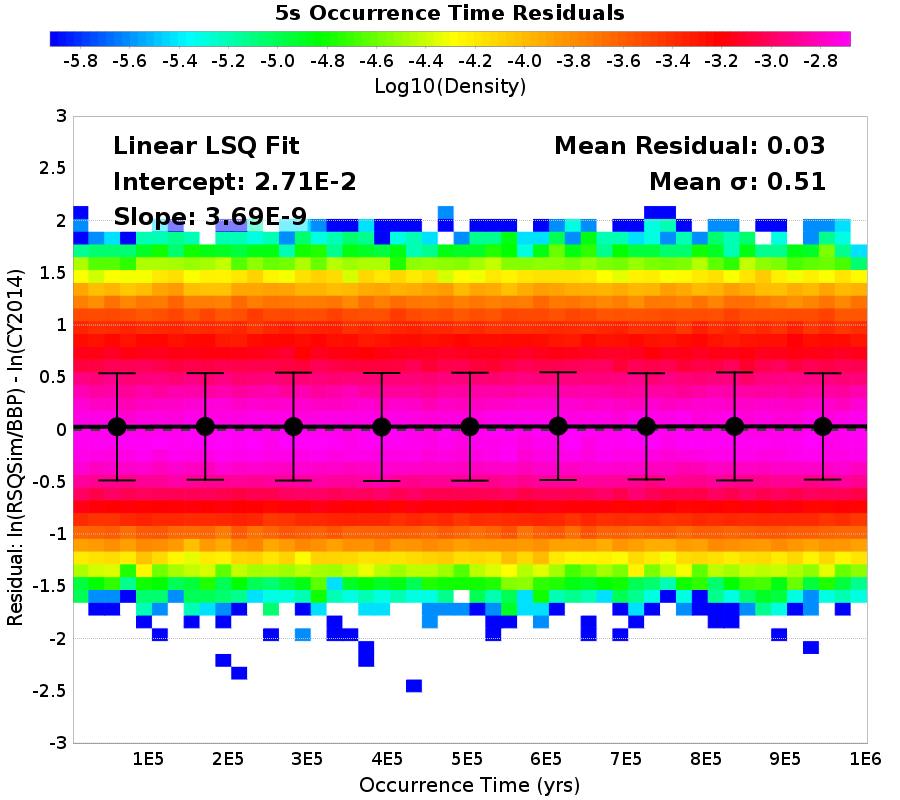 5s Occurrence Time Residuals
-5.8 -5.6 -5.4 -5.2 -5.0 -4.8 -4.6 -4.4 -4.2 -4.0 -3.8 -3.6 -3.4 -3.2 -3.0 -2.8
Log10(Density)
Linear LSQ Fit
Intercept: 2.71E-2
Slope: 3.69E-9
Mean Residual: 0.03
Mean σ: 0.51
Residual: ln(RSQSim/BBP) - ln(CY2014)
3
2.5
2
1.5
1
0.5
0
-0.5
-1
-1.5
-2
-2.5
-3
1E5 2E5 3E5 4E5 5E5 6E5 7E5 8E5 9E5 1E6
Occurrence Time (yrs)